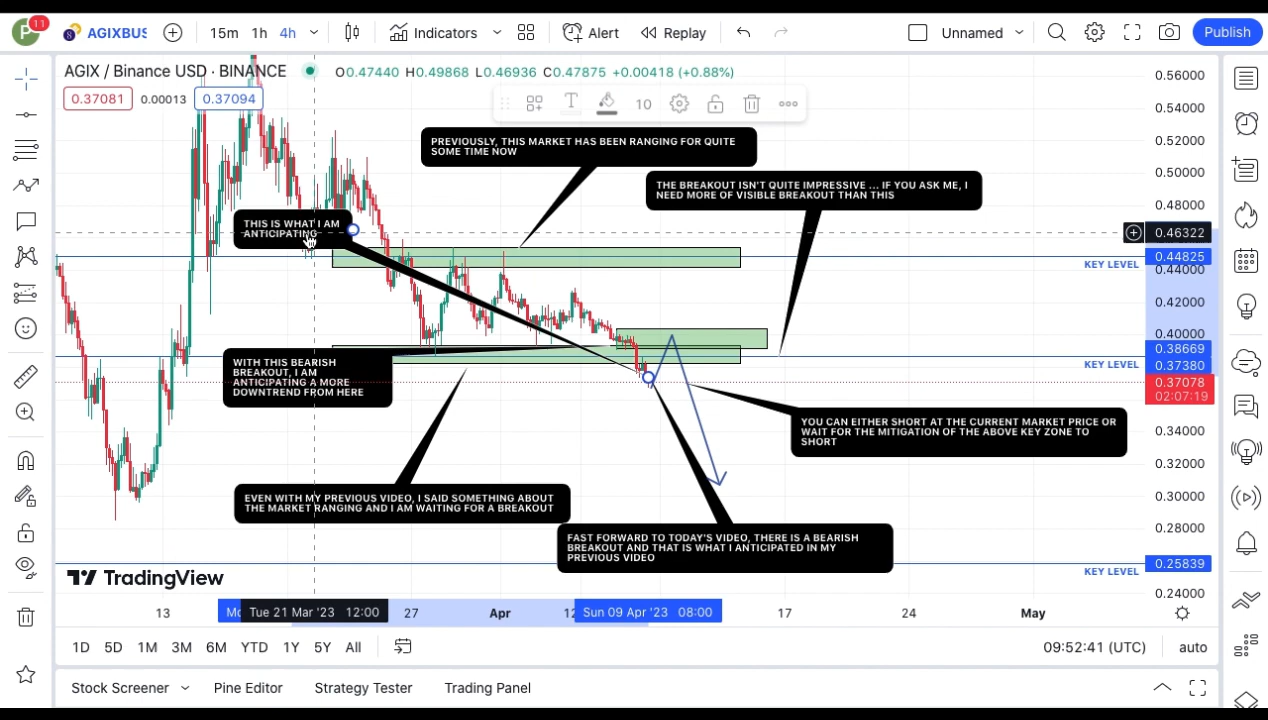 P
11
AGIXBUS
15m 1h 4h
Indicators
Alert
Replay
Unnamed
Publish
AGIX / Binance USD · BINANCE
O0.47440 H0.49868 L0.46936 C0.47875 +0.00418 (+0.88%)
0.37081 0.00013 0.37094
10
PREVIOUSLY, THIS MARKET HAS BEEN RANGING FOR QUITE
SOME TIME NOW
THE BREAKOUT ISN'T QUITE IMPRESSIVE ... IF YOU ASK ME, I
NEED MORE OF VISIBLE BREAKOUT THAN THIS
THIS IS WHAT I AM
ANTICIPATING
KEY LEVEL
WITH THIS BEARISH
BREAKOUT, I AM
ANTICIPATING A MORE
DOWNTREND FROM HERE
KEY LEVEL
YOU CAN EITHER SHORT AT THE CURRENT MARKET PRICE OR
WAIT FOR THE MITIGATION OF THE ABOVE KEY ZONE TO
SHORT
EVEN WITH MY PREVIOUS VIDEO, I SAID SOMETHING ABOUT
THE MARKET RANGING AND I AM WAITING FOR A BREAKOUT
FAST FORWARD TO TODAY'S VIDEO, THERE IS A BEARISH
BREAKOUT AND THAT IS WHAT I ANTICIPATED IN MY
PREVIOUS VIDEO
KEY LEVEL
TradingView
0.56000
0.54000
0.52000
0.50000
0.48000
0.46322
0.44825
0.44000
0.42000
0.40000
0.38669
0.37380
0.37078
02:07:19
0.34000
0.32000
0.30000
0.28000
0.25839
0.24000
13 Mo Tue 21 Mar '23 12:00 27 Apr 12 Sun 09 Apr '23 08:00 17 24 May
1D 5D 1M 3M 6M YTD 1Y 5Y All
09:52:41 (UTC) auto
Stock Screener Pine Editor Strategy Tester Trading Panel